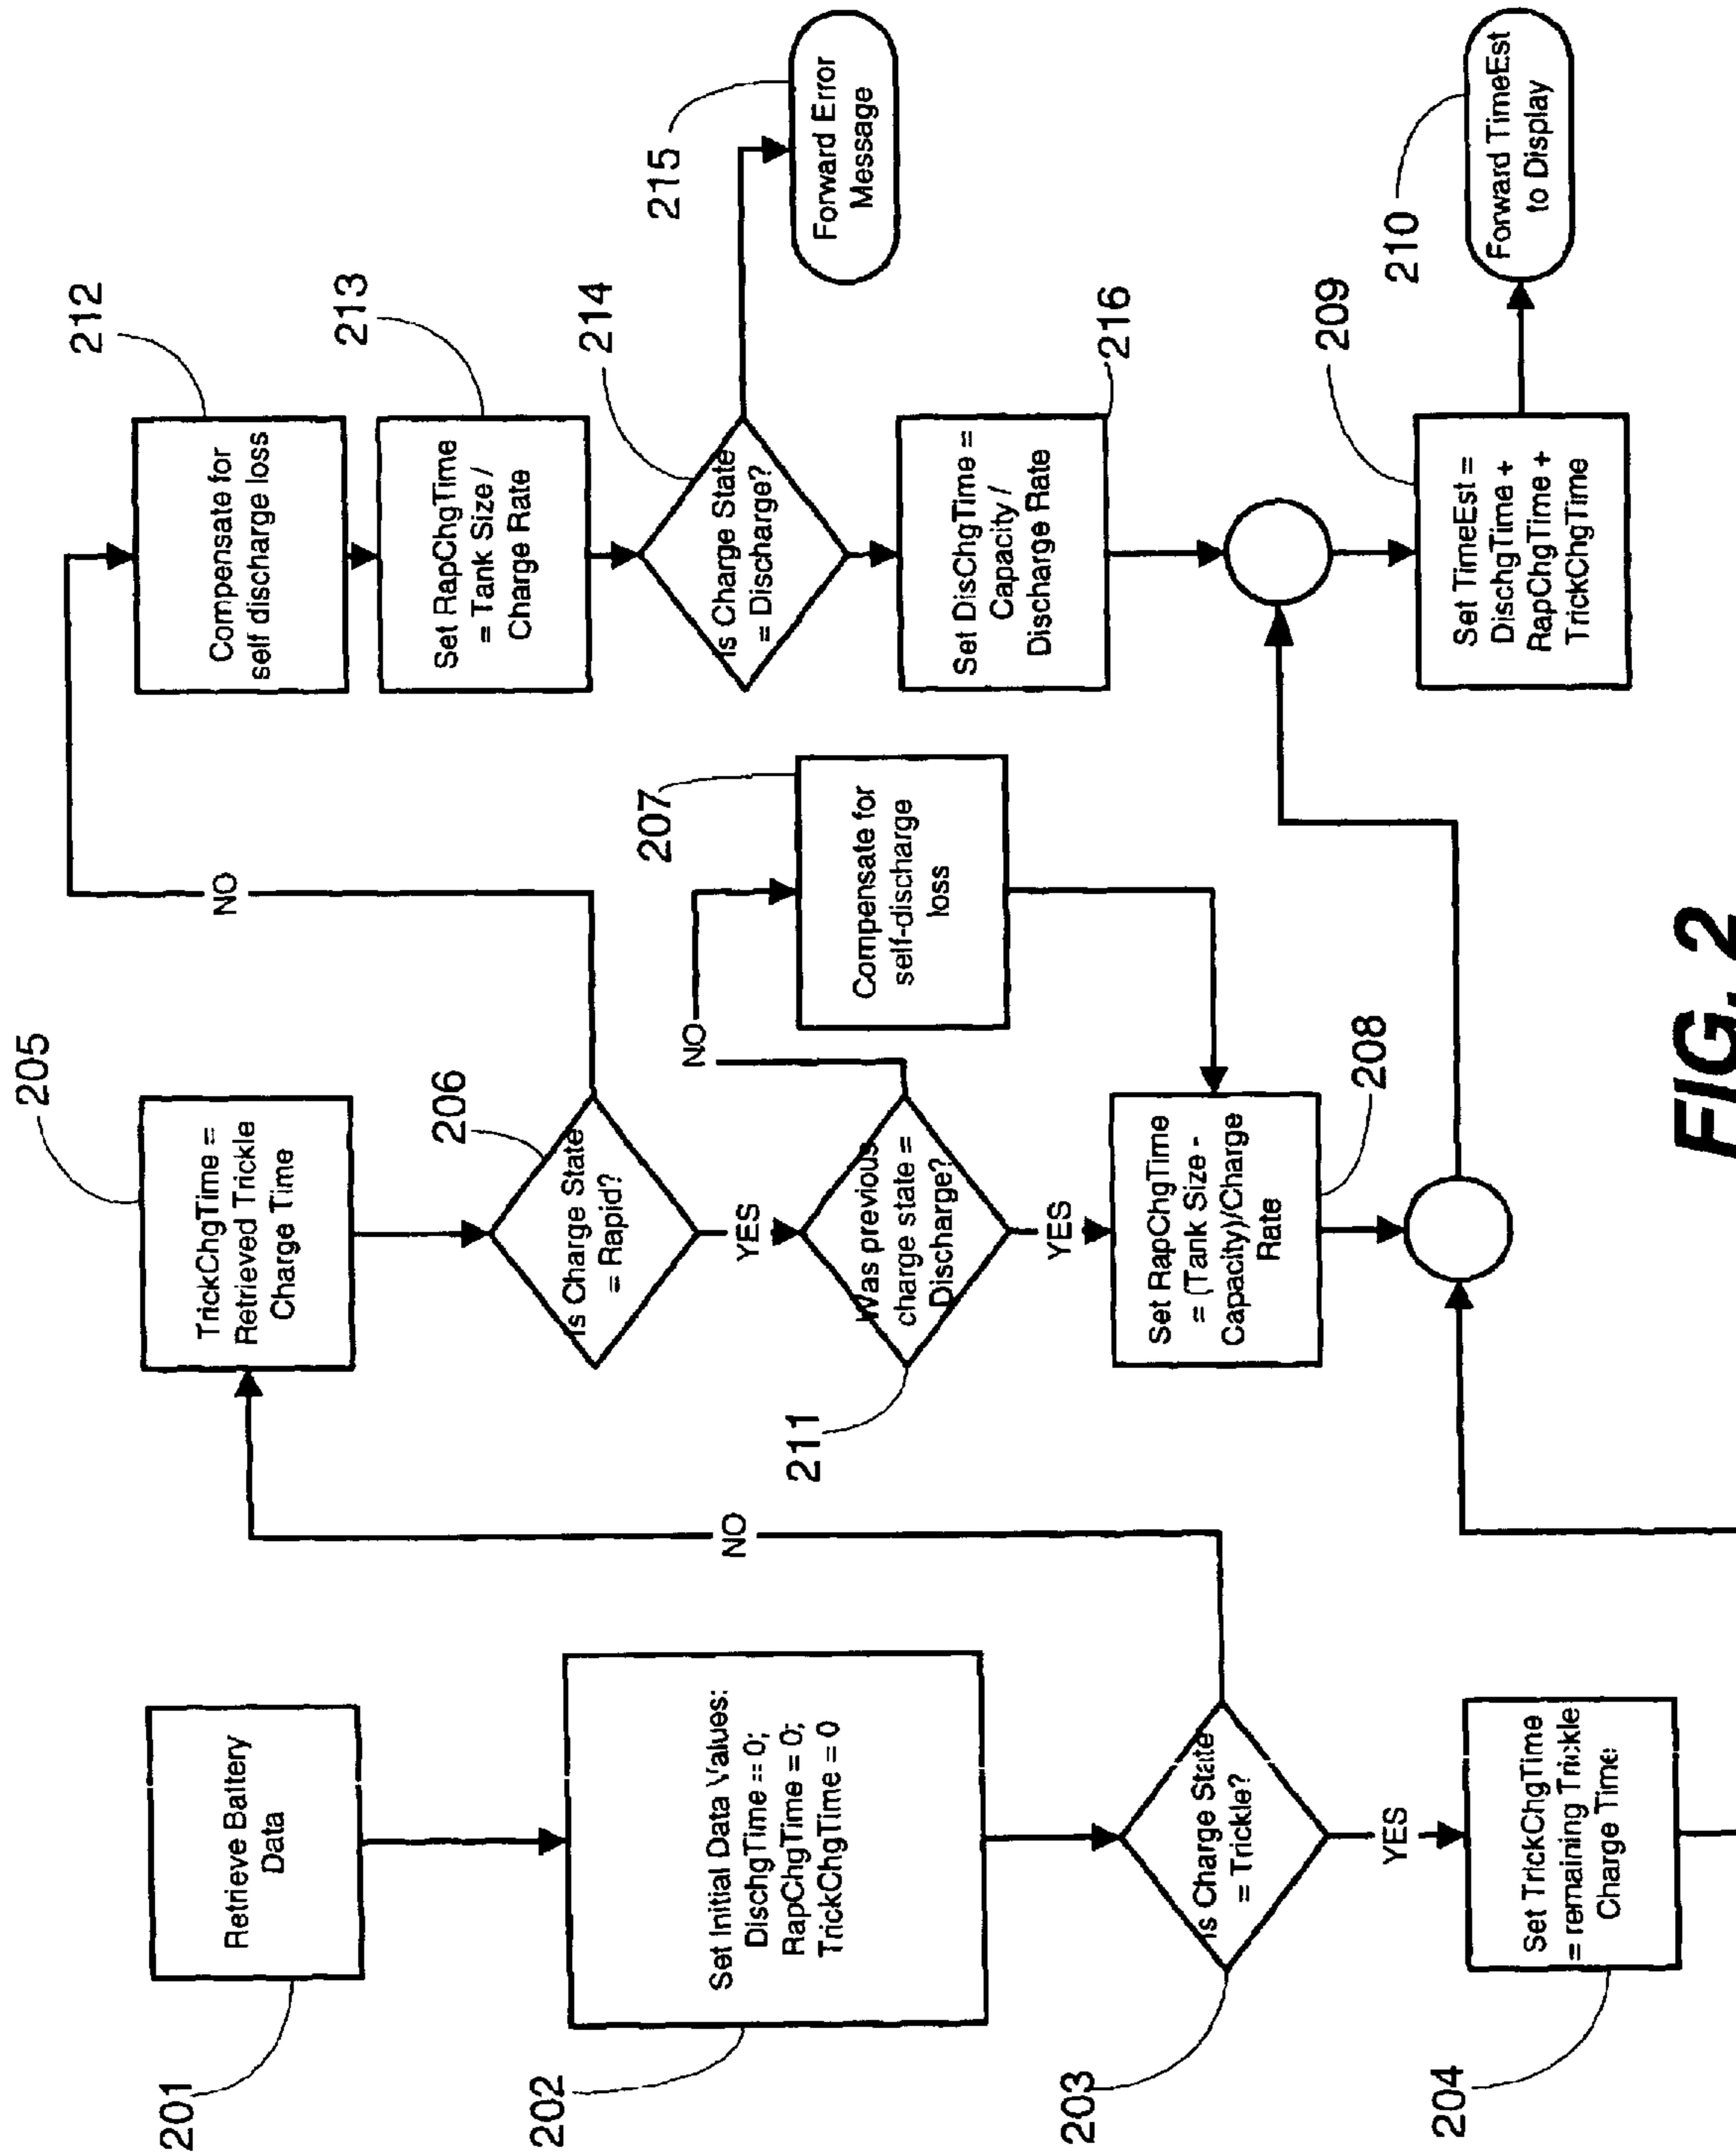 201
Retrieve Battery
Data
202
Set Initial Data Values:
DischgTime = 0;
RapChgTime = 0;
TrickChgTime = 0
203
Is Charge State
= Trickle?
NO
YES
204
Set TrickChgTime
= remaining Trickle
Charge Time
205
TrickChgTime =
Retrieved Trickle
Charge Time
206
Is Charge State
= Rapid?
NO
YES
211
Was previous
charge state =
Discharge?
NO
YES
207
Compensate for
self-discharge
loss
208
Set RapChgTime
= (Tank Size -
Capacity)/Charge
Rate
212
Compensate for
self discharge loss
213
Set RapChgTime
= Tank Size /
Charge Rate
214
Is Charge State
= Discharge?
215
Forward Error
Message
216
Set DisChgTime =
Capacity /
Discharge Rate
209
Set TimeEst =
DischgTime +
RapChgTime +
TrickChgTime
210
Forward TimeEst
to Display
FIG. 2